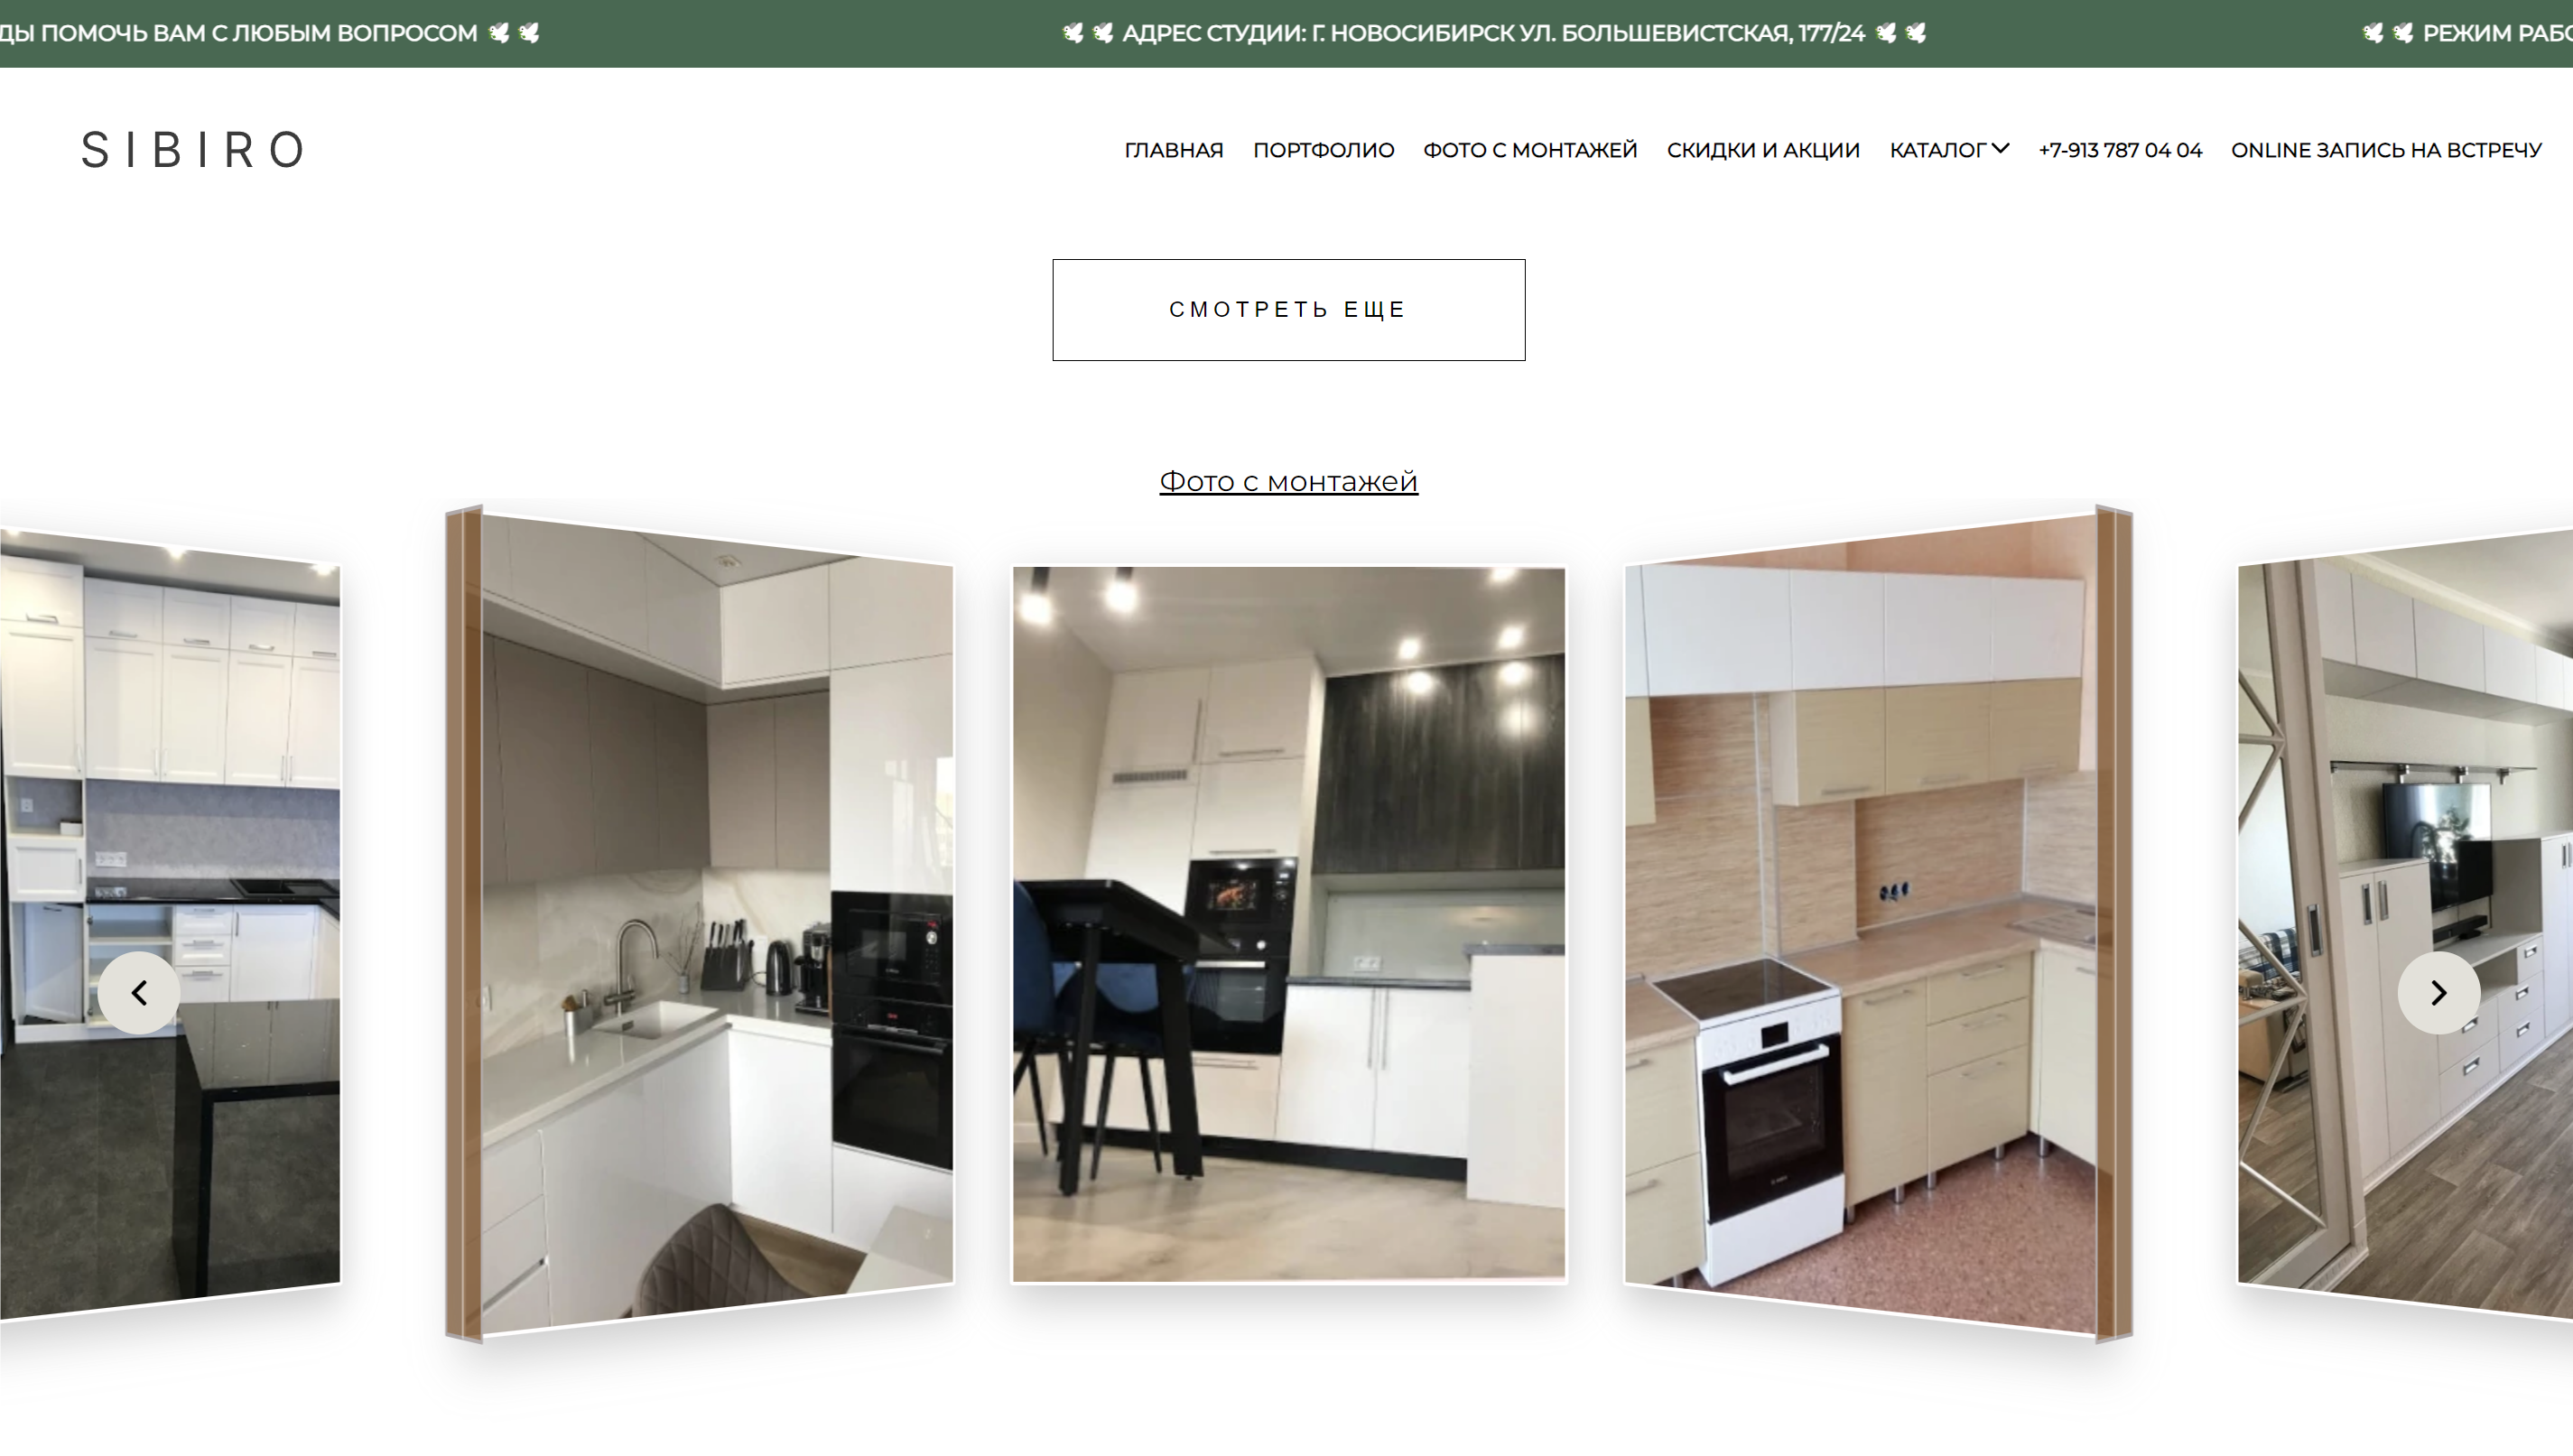 ДЫ ПОМОЧЬ ВАМ С ЛЮБЫМ ВОПРОСОМ 🕊 🕊
🕊 🕊 АДРЕС СТУДИИ: Г. НОВОСИБИРСК УЛ. БОЛЬШЕВИСТСКАЯ, 177/24 🕊 🕊
🕊 🕊 РЕЖИМ РАБО
SIBIRO
ГЛАВНАЯ ПОРТФОЛИО ФОТО С МОНТАЖЕЙ СКИДКИ И АКЦИИ КАТАЛОГ +7-913 787 04 04 ONLINE ЗАПИСЬ НА ВСТРЕЧУ
СМОТРЕТЬ ЕЩЕ
Фото с монтажей